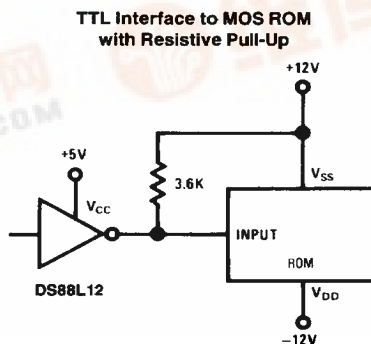 TTL Interface to MOS ROM
with Resistive Pull-Up
+12V
+5V
3.6K
VSS
VCC
INPUT
ROM
DS88L12
VDD
−12V